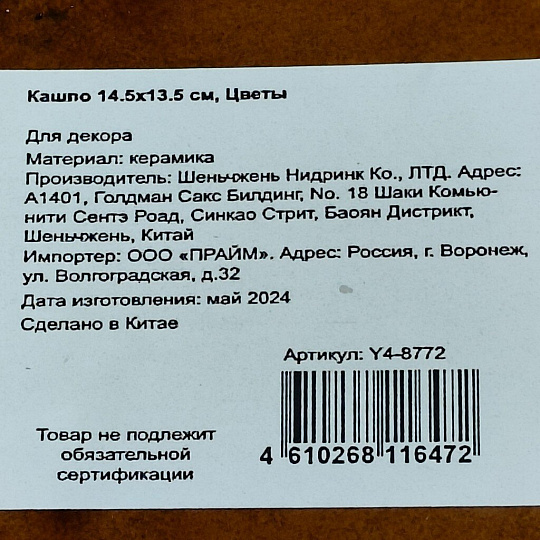 Кашпо 14.5х13.5 см, Цветы
Для декора
Материал: керамика
Производитель: Шеньчжень Нидринк Ко., ЛТД. Адрес:
А1401, Голдман Сакс Билдинг, No. 18 Шаки Комью-
нити Сентэ Роад, Синкао Стрит, Баоян Дистрикт,
Шеньчжень, Китай
Импортер: ООО «ПРАЙМ». Адрес: Россия, г. Воронеж,
ул. Волгоградская, д.32
Дата изготовления: май 2024
Сделано в Китае
Артикул: Y4-8772
Товар не подлежит
обязательной
сертификации
4 610268 116472